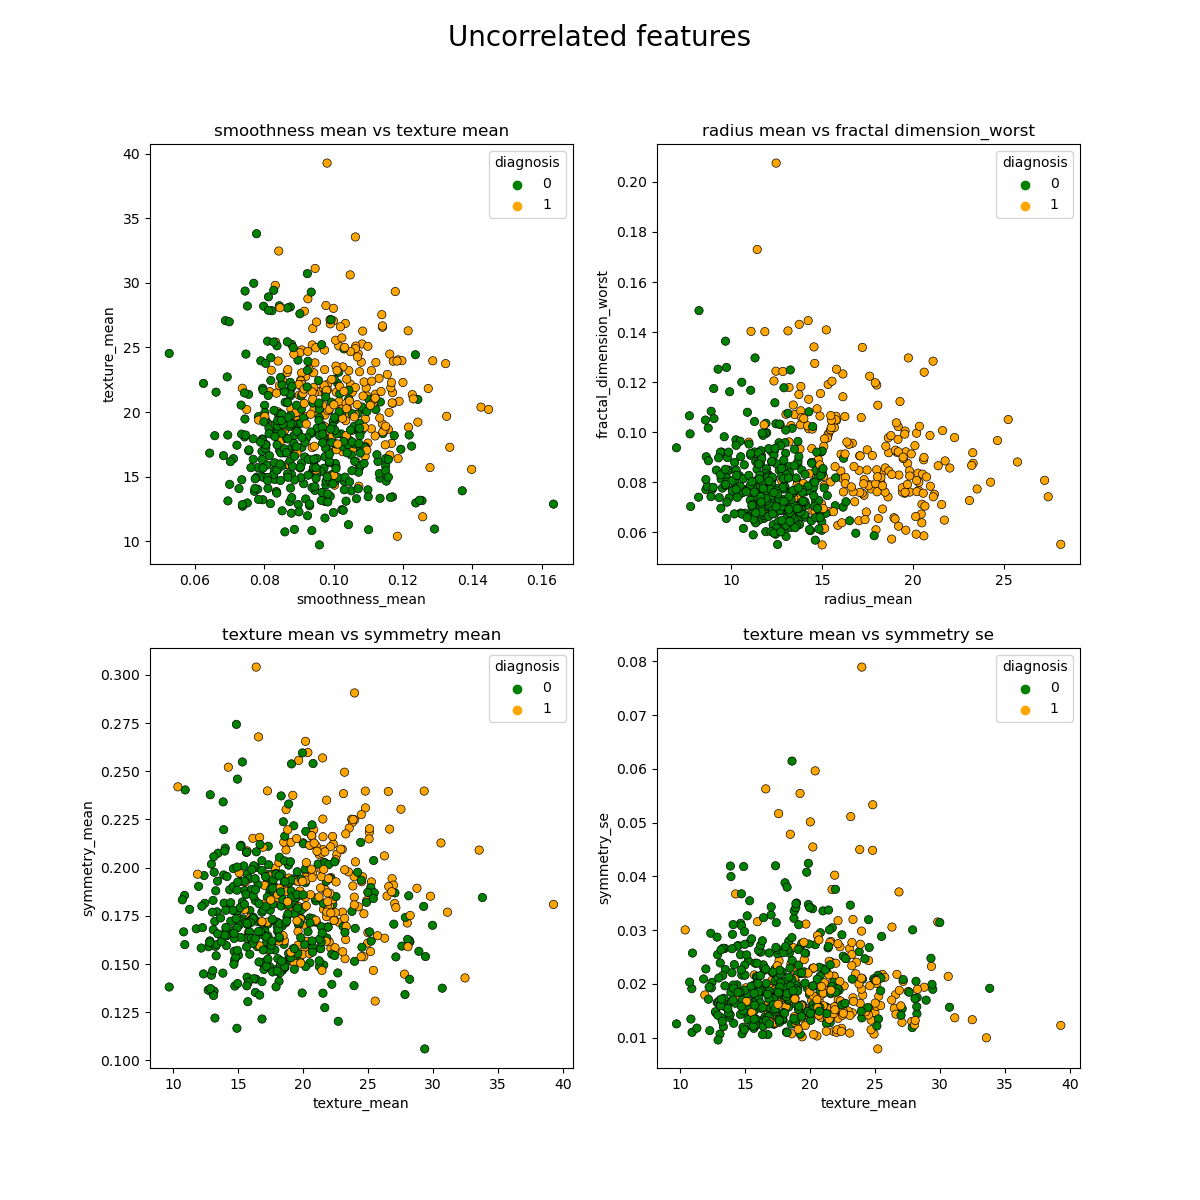 Uncorrelated features
smoothness mean vs texture mean
diagnosis
0
1
40
35
30
25
20
15
10
texture_mean
0.06 0.08 0.10 0.12 0.14 0.16
smoothness_mean
radius mean vs fractal dimension_worst
diagnosis
0
1
0.20
0.18
0.16
0.14
0.12
0.10
0.08
0.06
fractal_dimension_worst
10 15 20 25
radius_mean
texture mean vs symmetry mean
diagnosis
0
1
0.300
0.275
0.250
0.225
0.200
0.175
0.150
0.125
0.100
symmetry_mean
10 15 20 25 30 35 40
texture_mean
texture mean vs symmetry se
diagnosis
0
1
0.08
0.07
0.06
0.05
0.04
0.03
0.02
0.01
symmetry_se
10 15 20 25 30 35 40
texture_mean